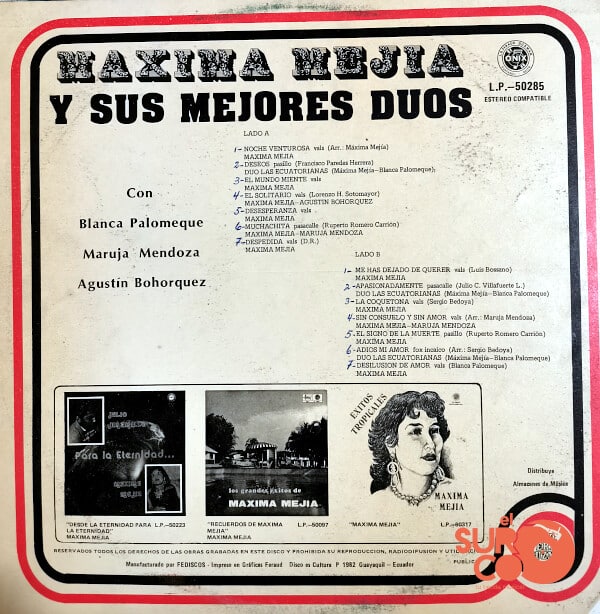 MAXIMA MEJIA
Y SUS MEJORES DUOS
ONIX
L.P.-50285
ESTEREO COMPATIBLE
Con
Blanca Palomeque
Maruja Mendoza
Agustín Bohorquez
LADO A
1- NOCHE VENTUROSA vals (Arr.: Máxima Mejía)
MAXIMA MEJIA
2- DESEOS pasillo (Francisco Paredes Herrera)
DUO LAS ECUATORIANAS (Máxima Mejía-Blanca Palomeque)
3- EL MUNDO MIENTE vals
MAXIMA MEJIA
4- EL SOLITARIO vals (Lorenzo H. Sotomayor)
MAXIMA MEJIA-AGUSTIN BOHORQUEZ
5- DESESPERANZA vals
MAXIMA MEJIA
6- MUCHACHITA pasacalle (Ruperto Romero Carrión)
MAXIMA MEJIA-MARUJA MENDOZA
7- DESPEDIDA vals (D.R.)
MAXIMA MEJIA
LADO B
1- ME HAS DEJADO DE QUERER vals (Luis Bossano)
MAXIMA MEJIA
2- APASIONADAMENTE pasacalle (Julio C. Villafuerte L.)
DUO LAS ECUATORIANAS (Máxima Mejía-Blanca Palomeque)
3- LA COQUETONA vals (Sergio Bedoya)
MAXIMA MEJIA
4- SIN CONSUELO Y SIN AMOR vals (Arr.: Maruja Mendoza)
MAXIMA MEJIA-MARUJA MENDOZA
5- EL SIGNO DE LA MUERTE pasillo (Ruperto Romero Carrión)
MAXIMA MEJIA
6- ADIOS MI AMOR fox incaico (Arr.: Sergio Bedoya)
DUO LAS ECUATORIANAS (Máxima Mejía-Blanca Palomeque)
7- DESILUSION DE AMOR vals (Blanca Palomeque)
MAXIMA MEJIA
JULIO
JARAMILLO
Para la Eternidad...
MAXIMA
MEJIA
los grandes éxitos de
MAXIMA MEJIA
EXITOS
TROPICALES
MAXIMA
MEJIA
"DESDE LA ETERNIDAD PARA L.P.-50223
LA ETERNIDAD"
MAXIMA MEJIA
"RECUERDOS DE MAXIMA L.P.-50097
MEJIA"
MAXIMA MEJIA
"MAXIMA MEJIA" L.P.-50317
Distribuye
Almacenes de Música
RESERVADOS TODOS LOS DERECHOS DE LAS OBRAS GRABADAS EN ESTE DISCO Y PROHIBIDA SU REPRODUCCION, RADIODIFUSION Y
PUBLIC
Manufacturado por FEDISCOS - Impreso en Gráficas Feraud Disco es Cultura P 1982 Guayaquil - Ecuador
el
SURCO